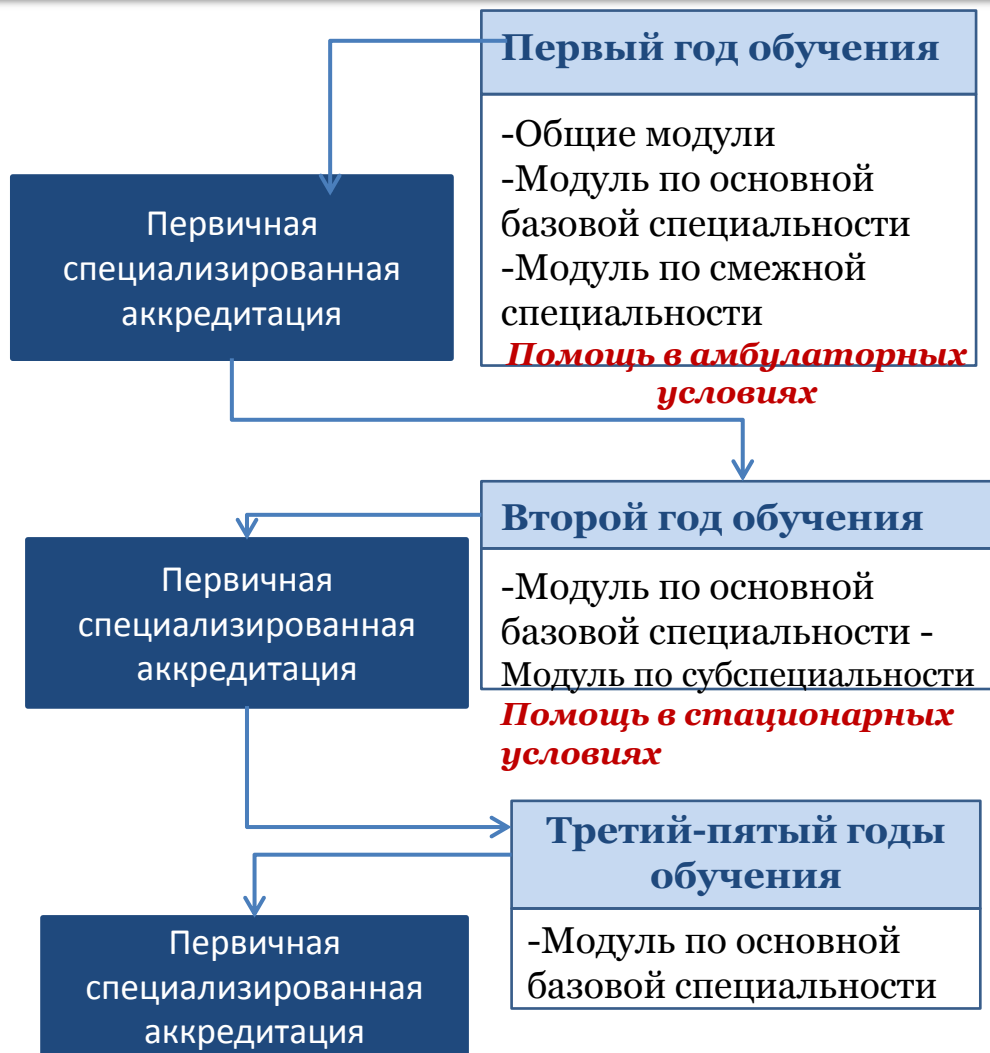 Первый год обучения
-Общие модули
-Модуль по основной
базовой специальности
-Модуль по смежной
специальности
Помощь в амбулаторных
условиях
Первичная
специализированная
аккредитация
Второй год обучения
-Модуль по основной
базовой специальности -
Модуль по субспециальности
Помощь в стационарных
условиях
Первичная
специализированная
аккредитация
Третий-пятый годы
обучения
-Модуль по основной
базовой специальности
Первичная
специализированная
аккредитация